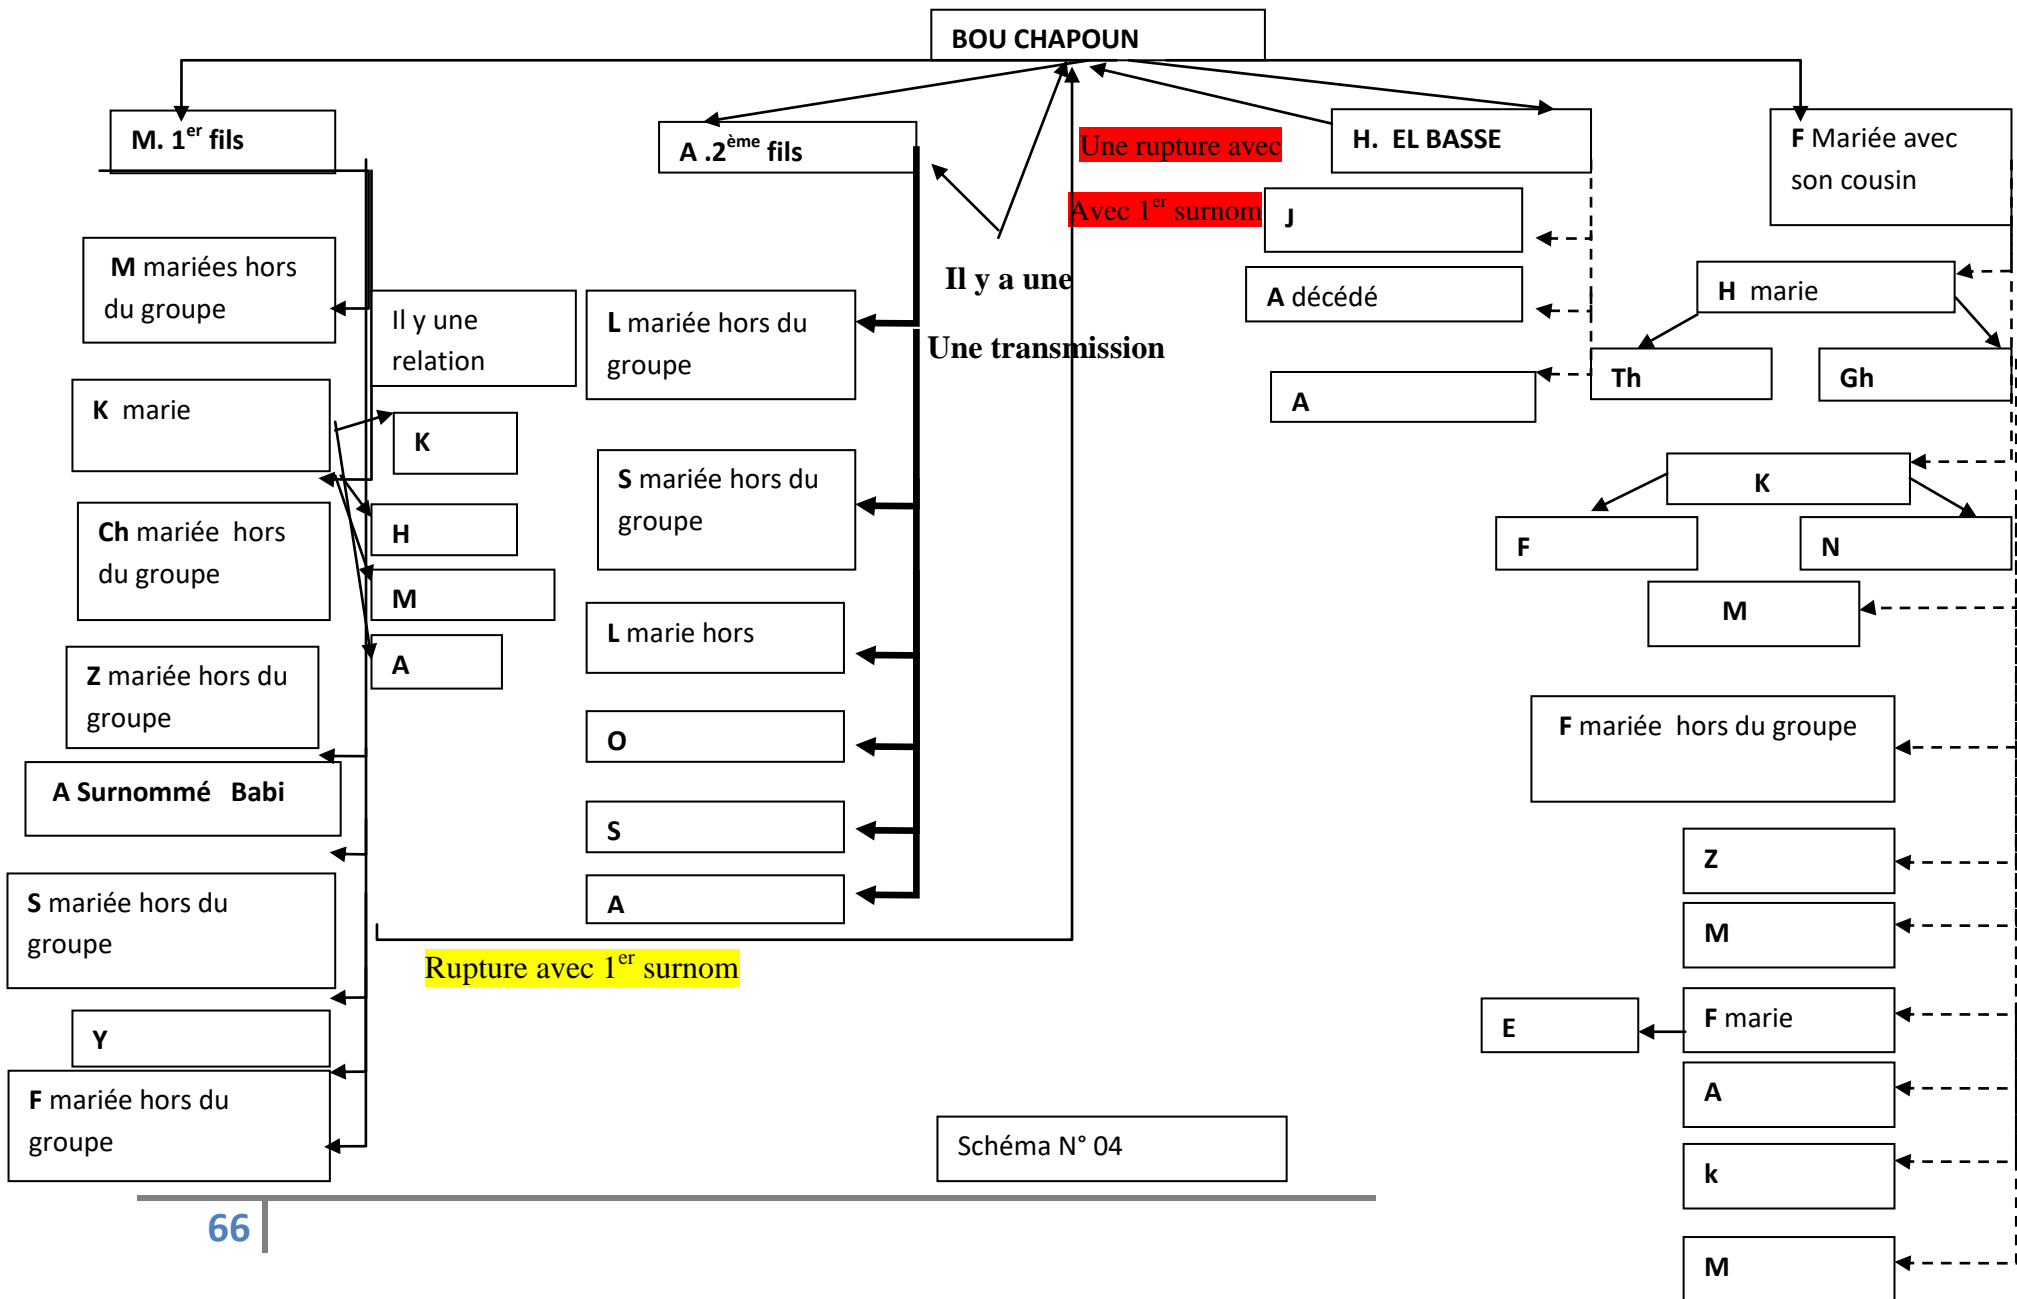 BOU CHAPOUN
M. 1er fils
A .2ème fils
Une rupture avec
Avec 1er surnom
H. EL BASSE
F Mariée avec
son cousin
M mariées hors
du groupe
Il y une
relation
K marie
K
H
M
A
Ch mariée hors
du groupe
Z mariée hors du
groupe
A Surnommé Babi
S mariée hors du
groupe
Y
F mariée hors du
groupe
L mariée hors du
groupe
S mariée hors du
groupe
L marie hors
O
S
A
Il y a une
Une transmission
Rupture avec 1er surnom
J
A décédé
A
H marie
Th
Gh
K
F
N
M
F mariée hors du groupe
Z
M
F marie
E
A
k
M
Schéma N° 04
66